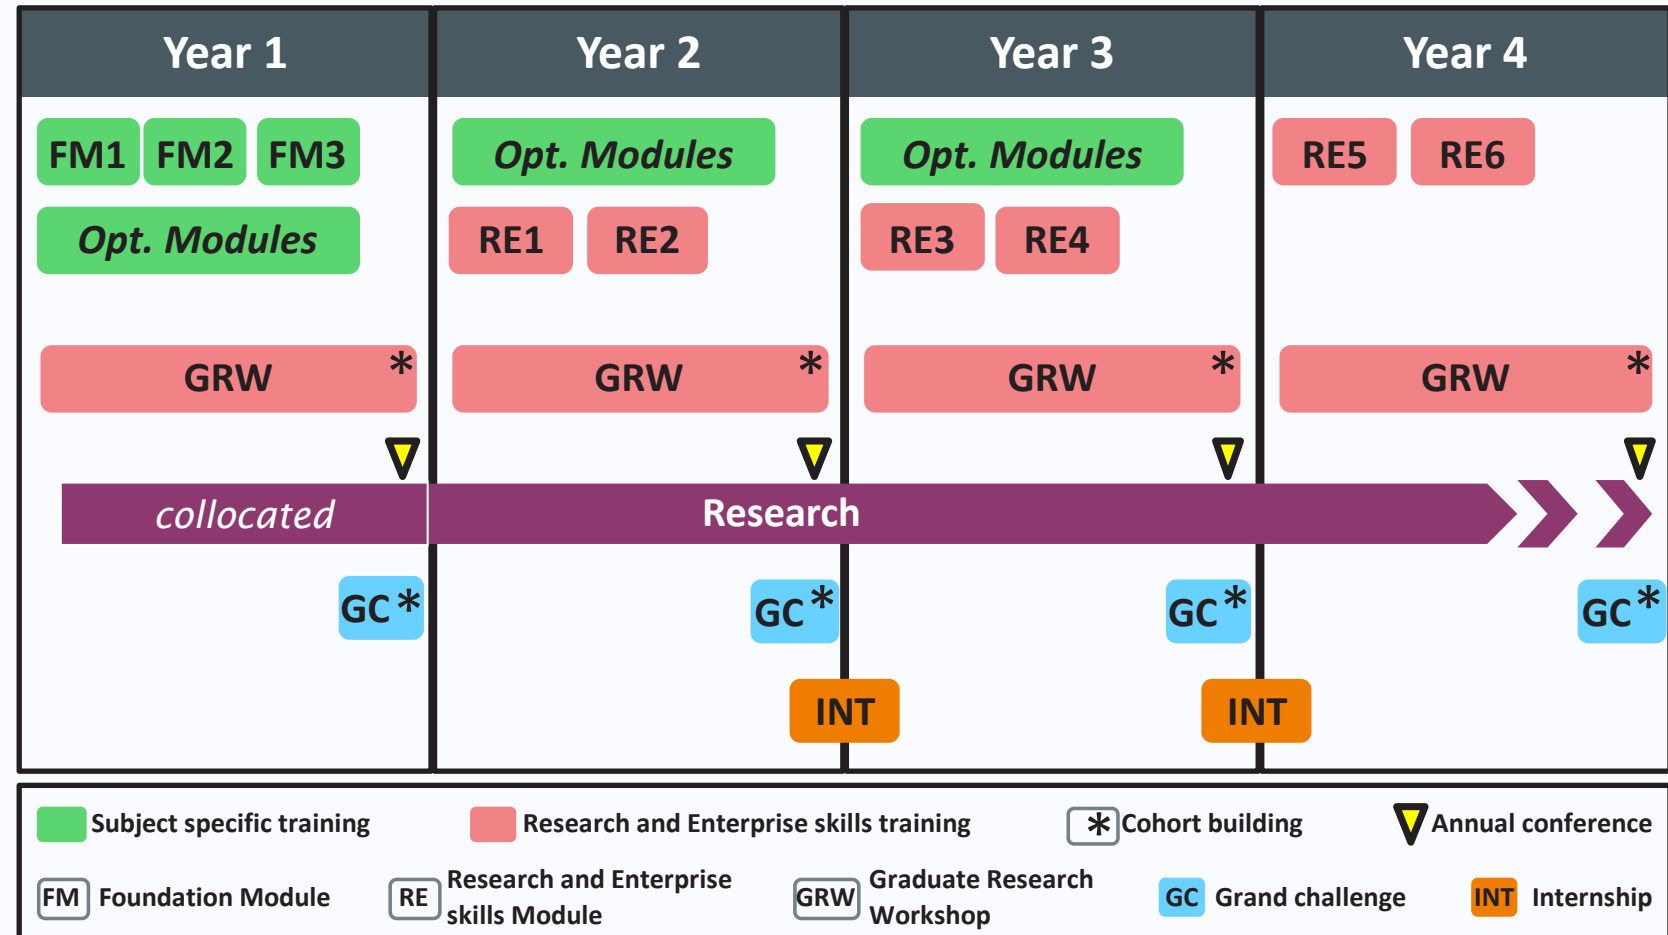 Year 1
Year 2
Year 3
Year 4
FM1
FM2
FM3
Opt. Modules
Opt. Modules
RE5
RE6
Opt. Modules
RE1
RE2
RE3
RE4
GRW *
GRW *
GRW *
GRW *
collocated
Research
GC *
GC *
GC *
GC *
INT
INT
Subject specific training
Research and Enterprise skills training
* Cohort building
Annual conference
FM Foundation Module
RE Research and Enterprise
skills Module
GRW Graduate Research
Workshop
GC Grand challenge
INT Internship